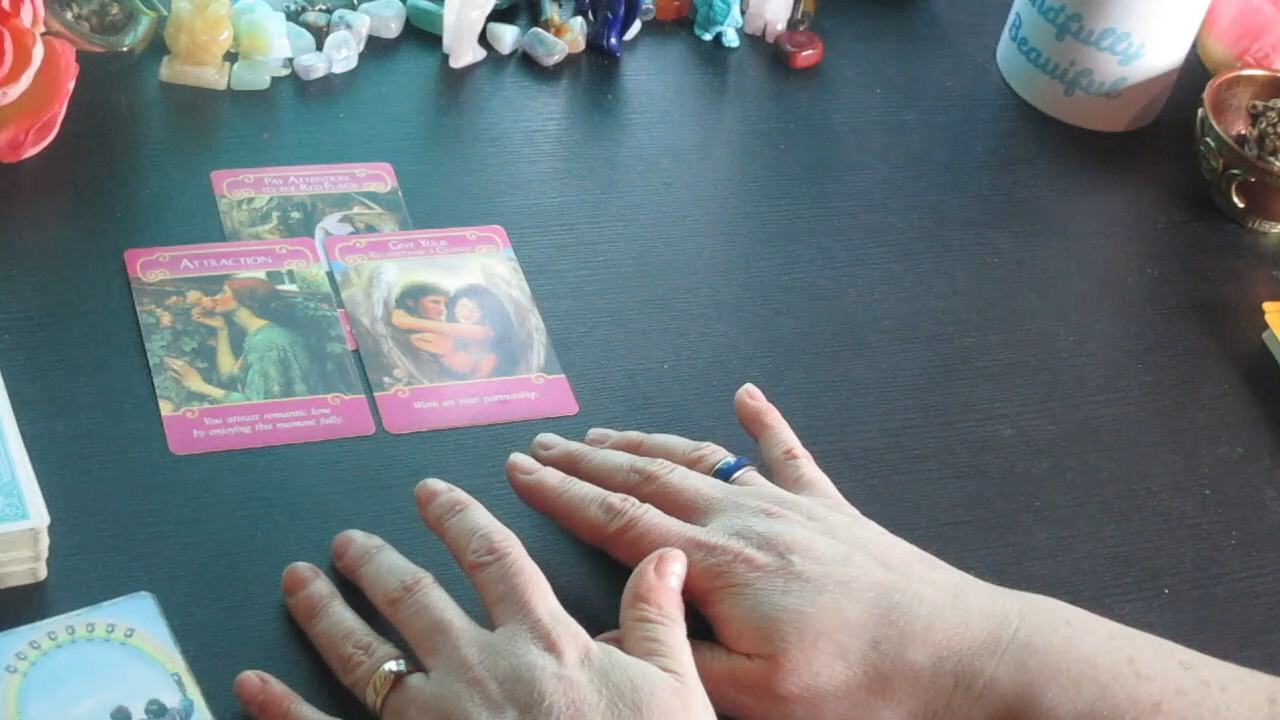 ndfully
Beautiful
PAY ATTENTION
TO THE RED FLAGS
ATTRACTION
You attract romantic love
by enjoying this moment fully.
GIVE YOUR
RELATIONSHIP A CHANCE
Work on your partnership.